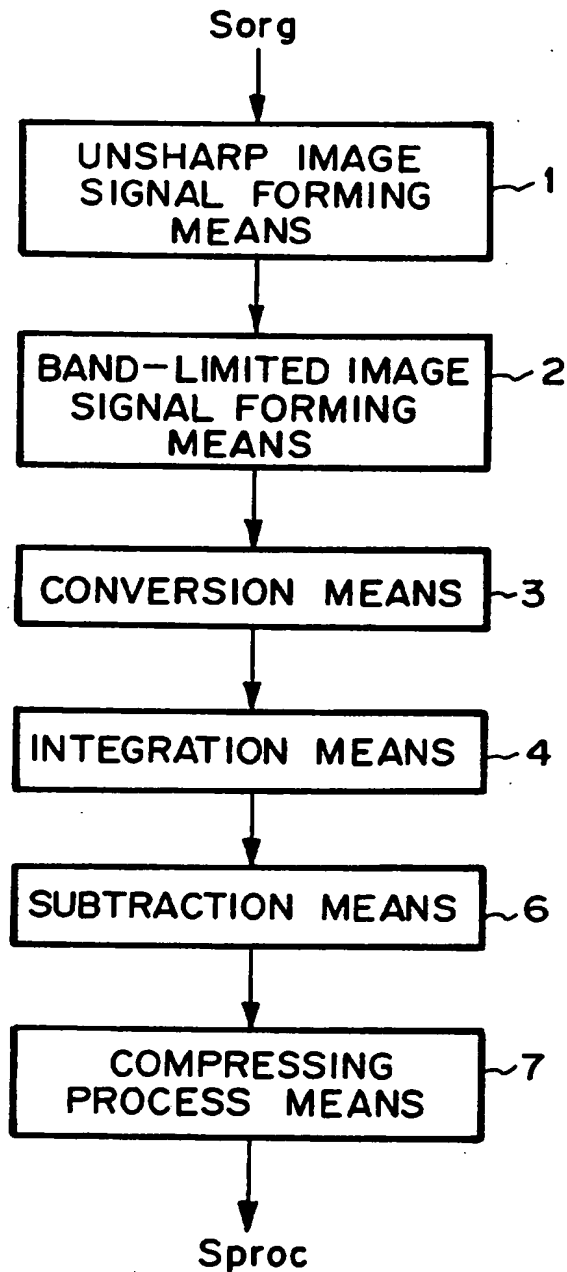 Sorg
UNSHARP IMAGE
SIGNAL FORMING
MEANS
1
BAND-LIMITED IMAGE
SIGNAL FORMING
MEANS
2
CONVERSION MEANS
3
INTEGRATION MEANS
4
SUBTRACTION MEANS
6
COMPRESSING
PROCESS MEANS
7
Sproc